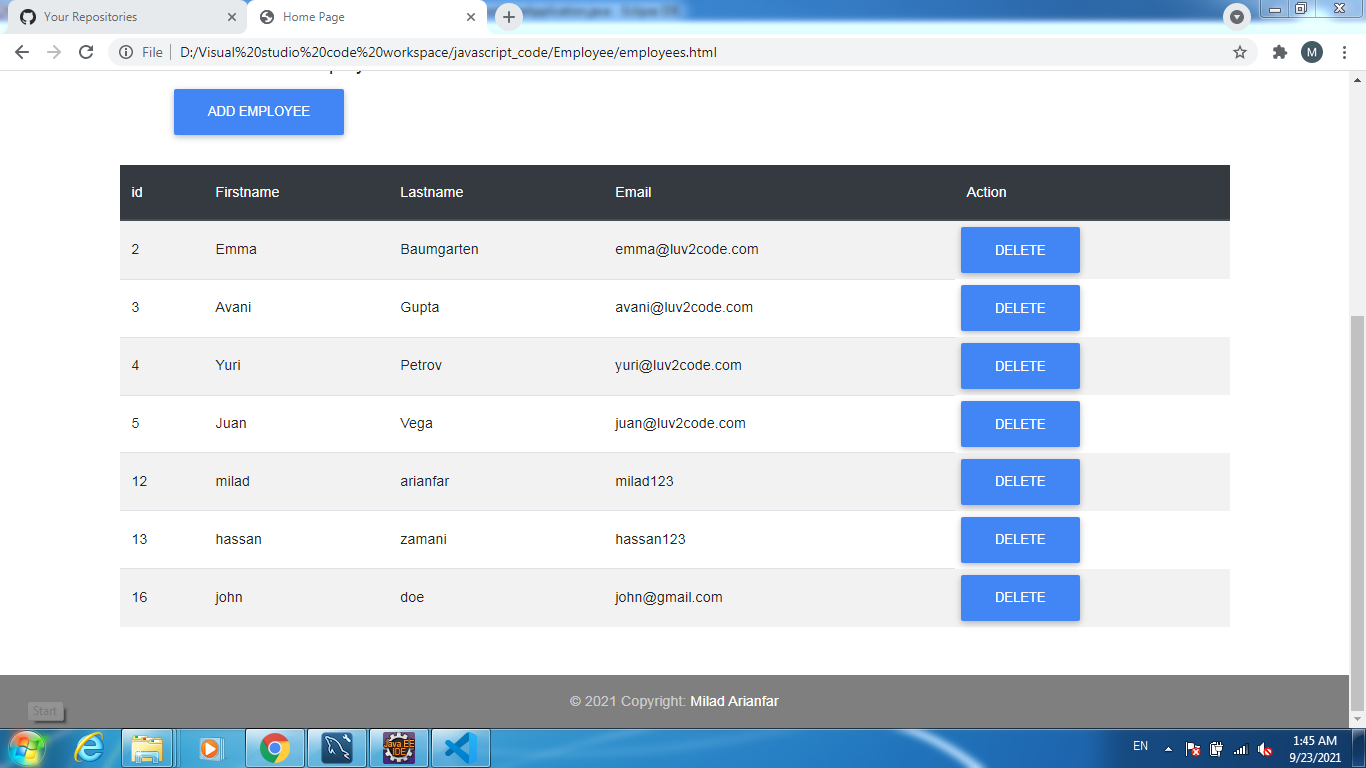 Your Repositories
Home Page
File
D:/Visual%20studio%20code%20workspace/javascript_code/Employee/employees.html
M
ADD EMPLOYEE
id Firstname Lastname Email Action
2 Emma Baumgarten emma@luv2code.com DELETE
3 Avani Gupta avani@luv2code.com DELETE
4 Yuri Petrov yuri@luv2code.com DELETE
5 Juan Vega juan@luv2code.com DELETE
12 milad arianfar milad123 DELETE
13 hassan zamani hassan123 DELETE
16 john doe john@gmail.com DELETE
© 2021 Copyright: Milad Arianfar
Start
Java EE
IDE
EN
1:45 AM
9/23/2021